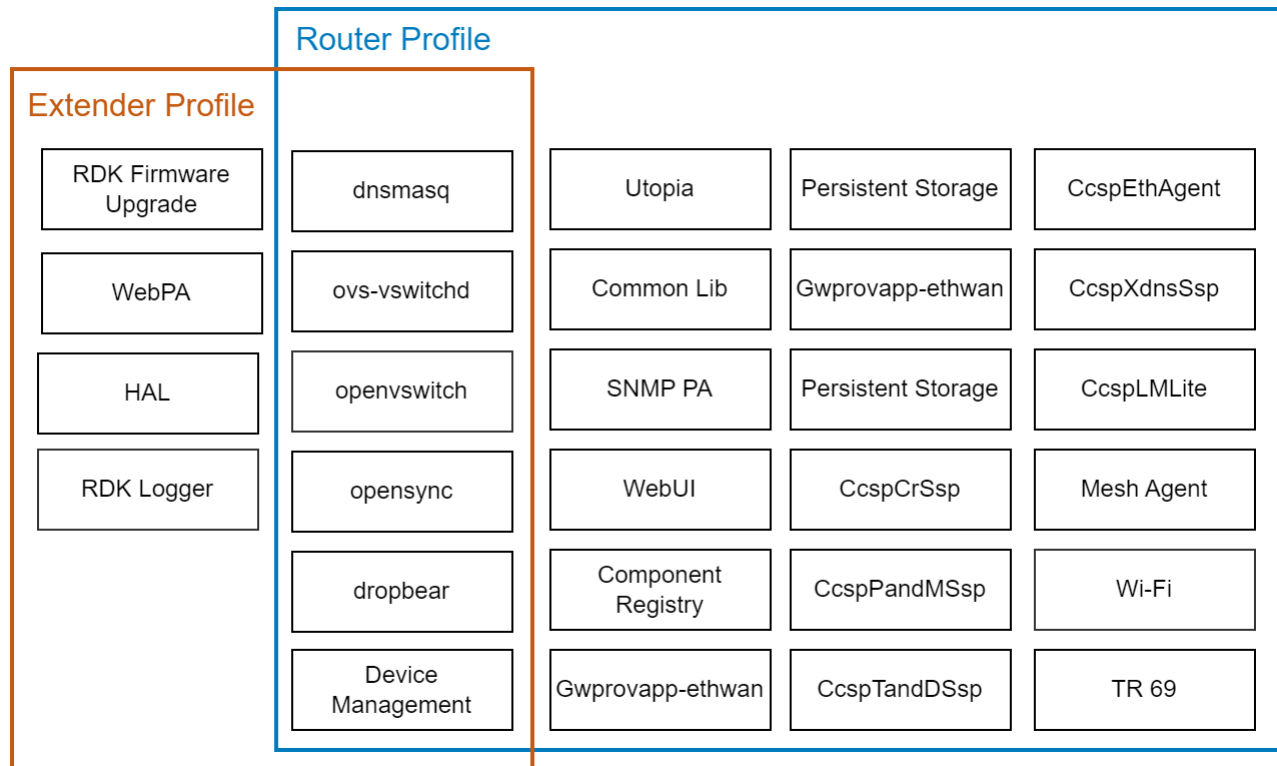 Router Profile
Extender Profile
RDK Firmware
Upgrade
dnsmasq
Utopia
Persistent Storage
CcspEthAgent
WebPA
ovs-vswitchd
Common Lib
Gwprovapp-ethwan
CcspXdnsSsp
HAL
openvswitch
SNMP PA
Persistent Storage
CcspLMLite
RDK Logger
opensync
WebUI
CcspCrSsp
Mesh Agent
dropbear
Component
Registry
CcspPandMSsp
Wi-Fi
Device
Management
Gwprovapp-ethwan
CcspTandDSsp
TR 69